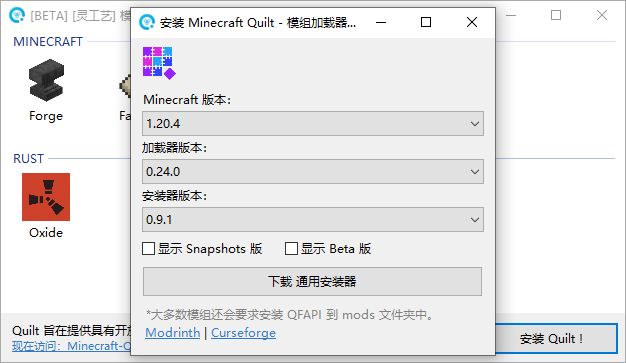 [BETA] [灵工艺] 模
安装 Minecraft Quilt - 模组加载器...
MINECRAFT
Forge
Fa
RUST
Oxide
Minecraft 版本：
1.20.4
加载器版本：
0.24.0
安装器版本：
0.9.1
显示 Snapshots 版
显示 Beta 版
下载 通用安装器
*大多数模组还会要求安装 QFAPI 到 mods 文件夹中。
Modrinth | Curseforge
Quilt 旨在提供具有开放
现在访问：Minecraft-Q
安装 Quilt！